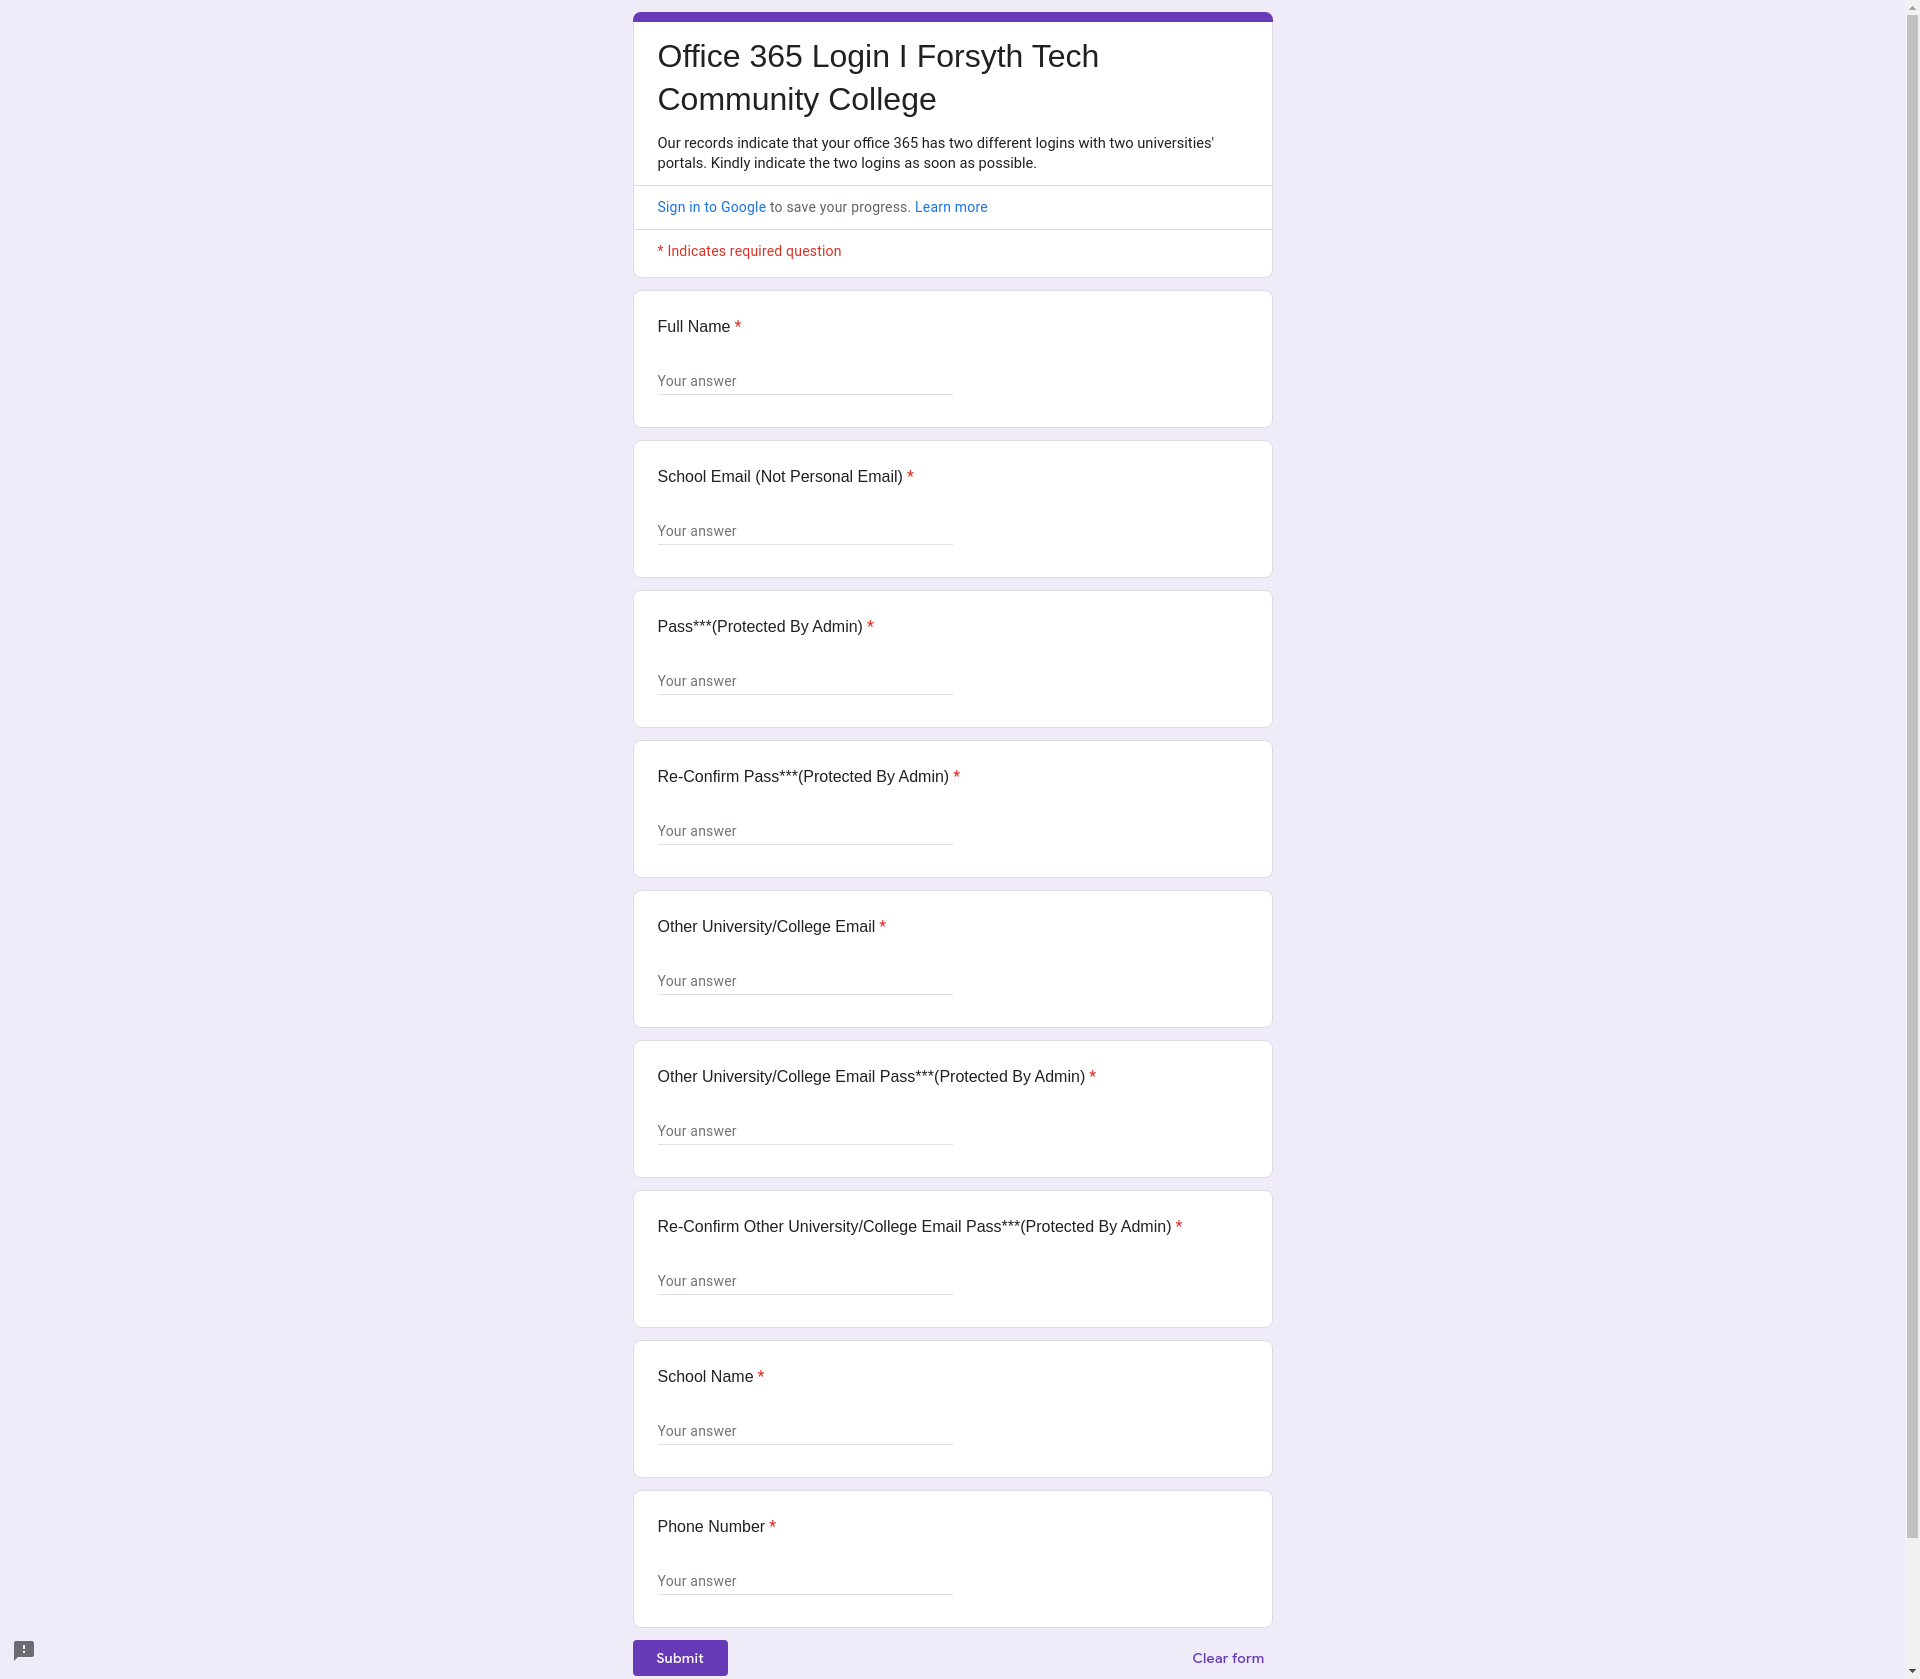 Office 365 Login I Forsyth Tech
Community College
Our records indicate that your office 365 has two different logins with two universities'
portals. Kindly indicate the two logins as soon as possible.
Sign in to Google to save your progress. Learn more
* Indicates required question
Full Name *
Your answer
School Email (Not Personal Email) *
Your answer
Pass***(Protected By Admin) *
Your answer
Re-Confirm Pass***(Protected By Admin) *
Your answer
Other University/College Email *
Your answer
Other University/College Email Pass***(Protected By Admin) *
Your answer
Re-Confirm Other University/College Email Pass***(Protected By Admin) *
Your answer
School Name *
Your answer
Phone Number *
Your answer
Submit
Clear form